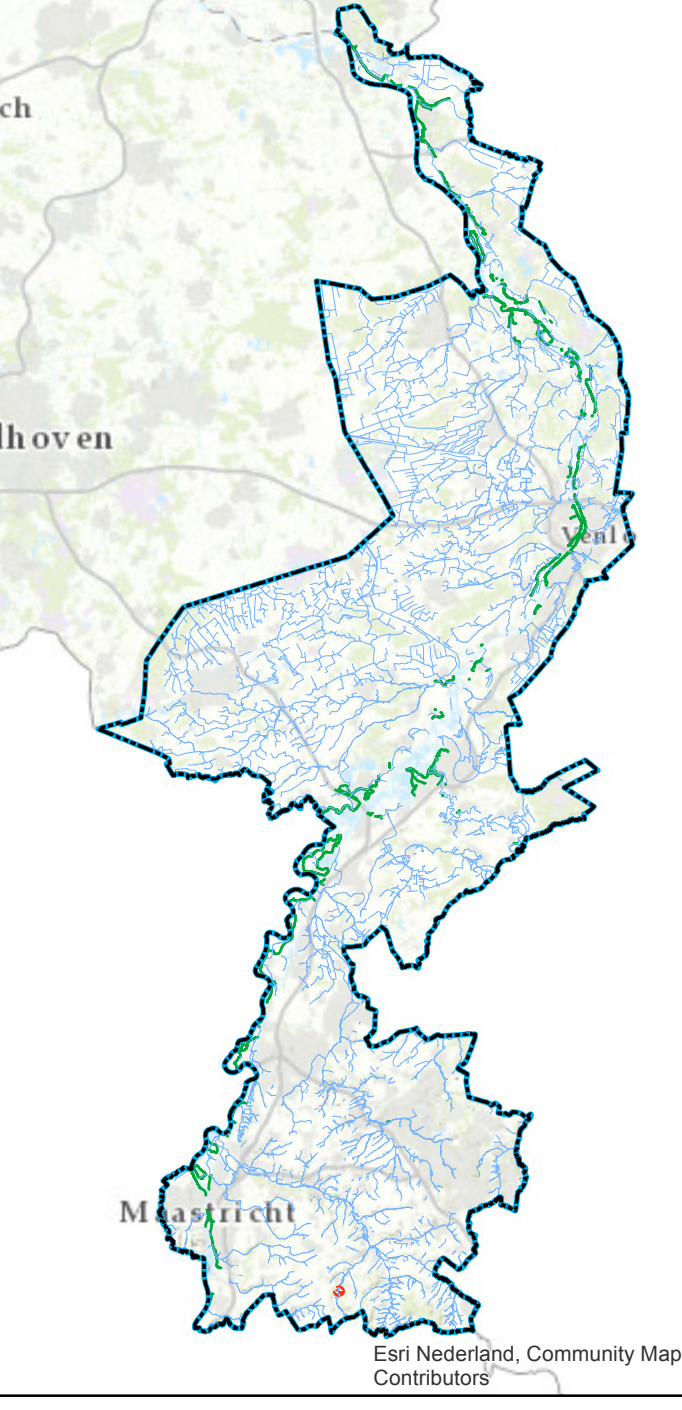 ch
lhoven
Venlo
Maastricht
Esri Nederland, Community Map
Contributors